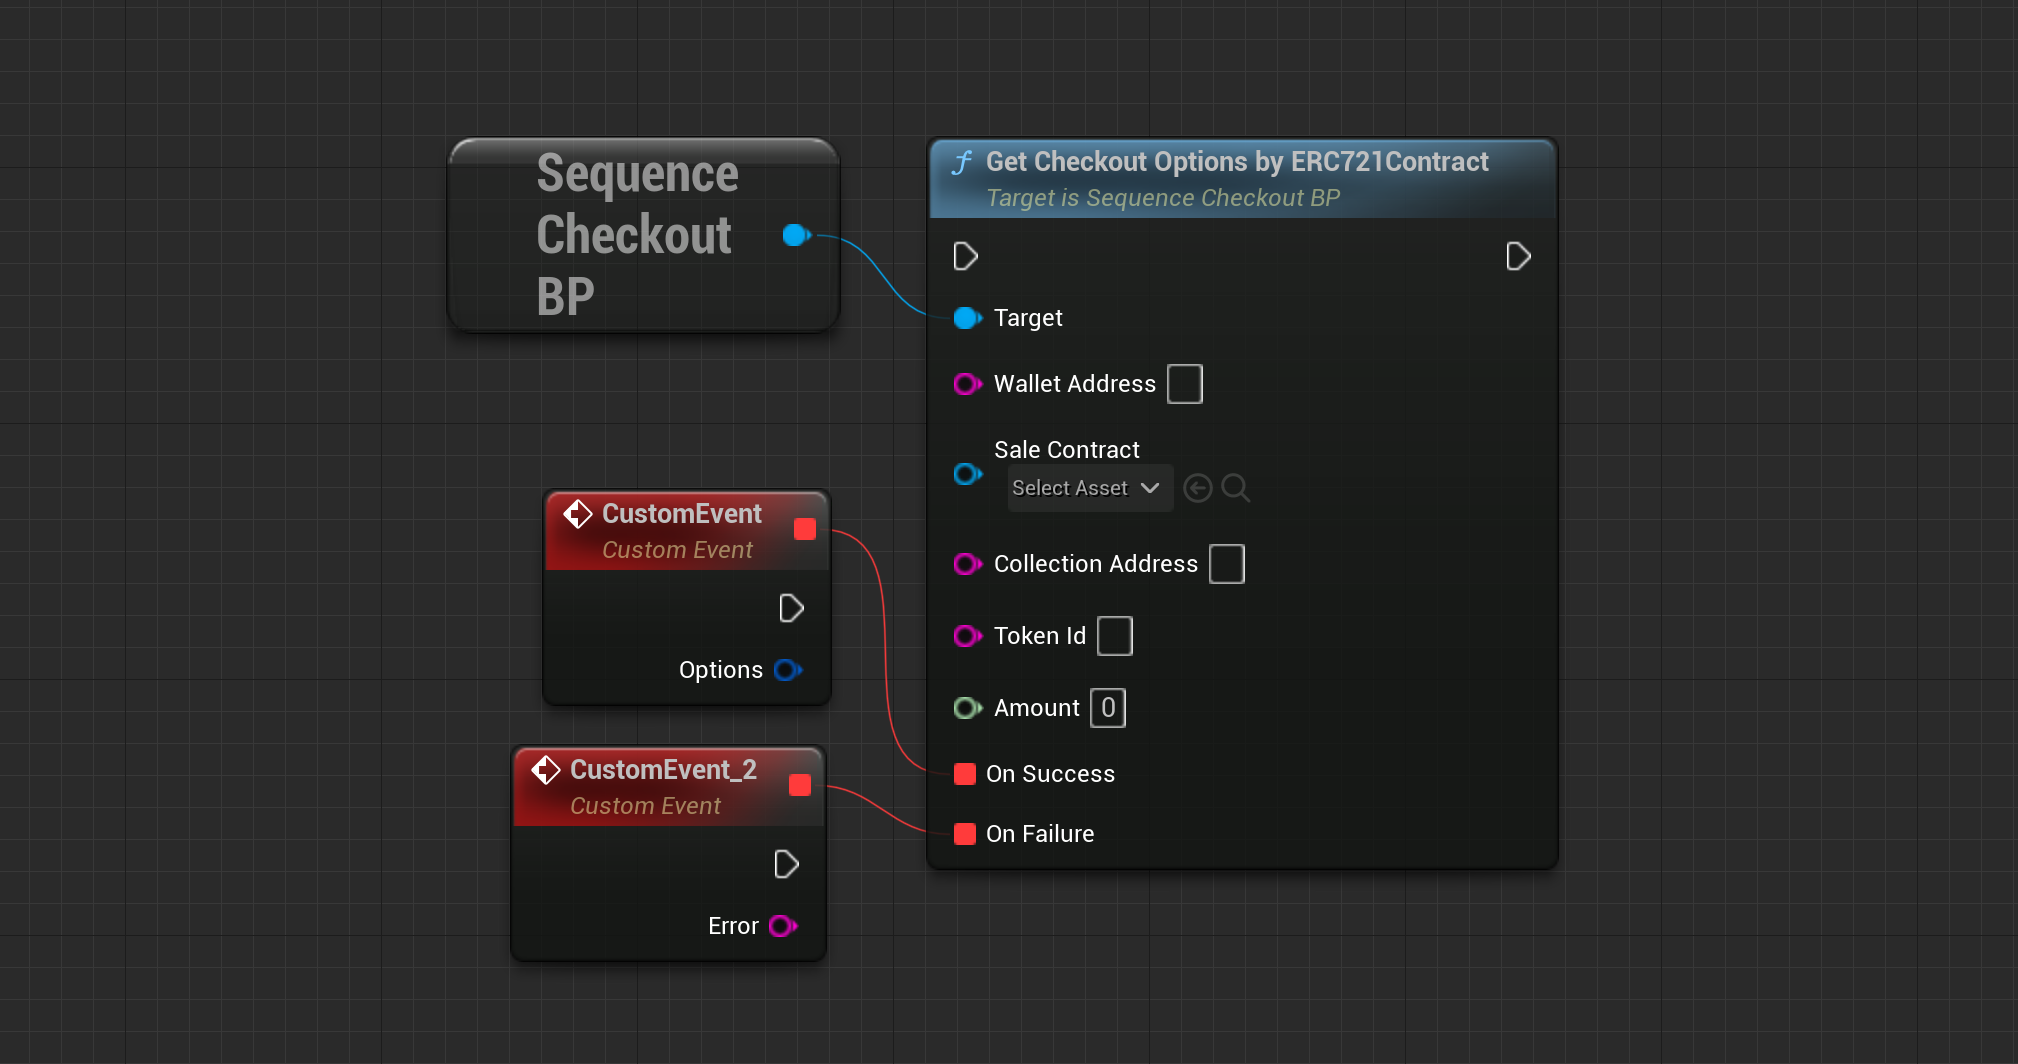 Sequence
Checkout
BP
Get Checkout Options by ERC721Contract
Target is Sequence Checkout BP
Target
Wallet Address
Sale Contract
Select Asset
Collection Address
Token Id
Amount 0
On Success
On Failure
CustomEvent
Custom Event
Options
CustomEvent_2
Custom Event
Error